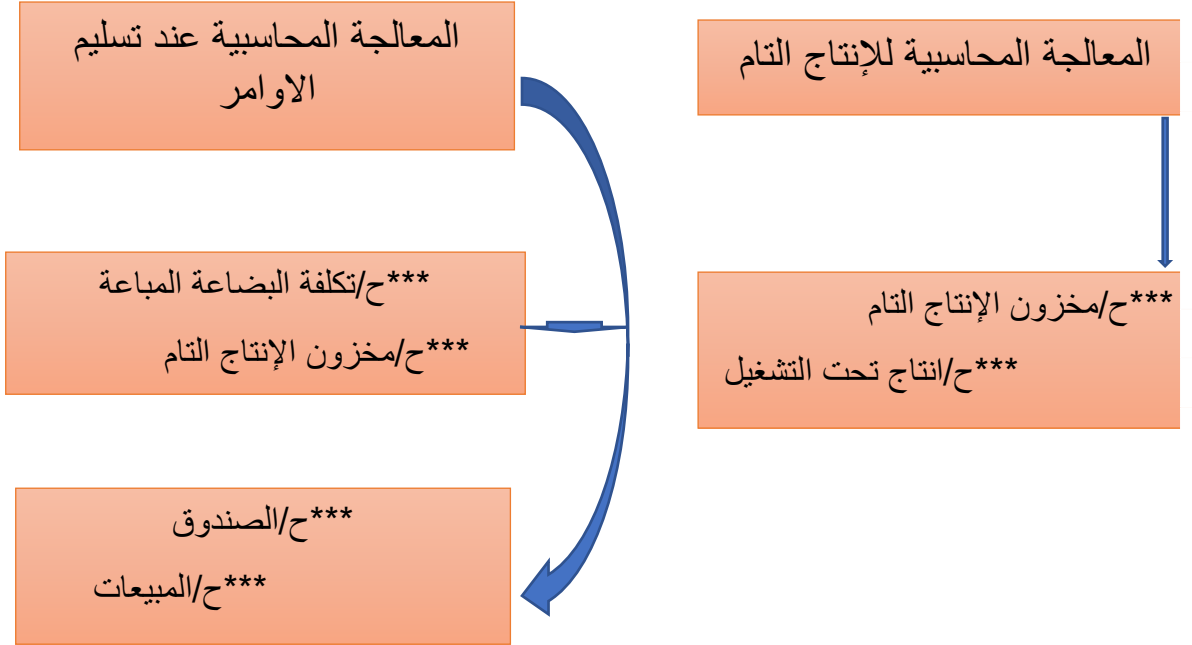 المعالجة المحاسبية للإنتاج التام
***ح/مخزون الإنتاج التام
***ح/انتاج تحت التشغيل
المعالجة المحاسبية عند تسليم
الاوامر
***ح/تكلفة البضاعة المباعة
***ح/مخزون الإنتاج التام
***ح/الصندوق
***ح/المبيعات